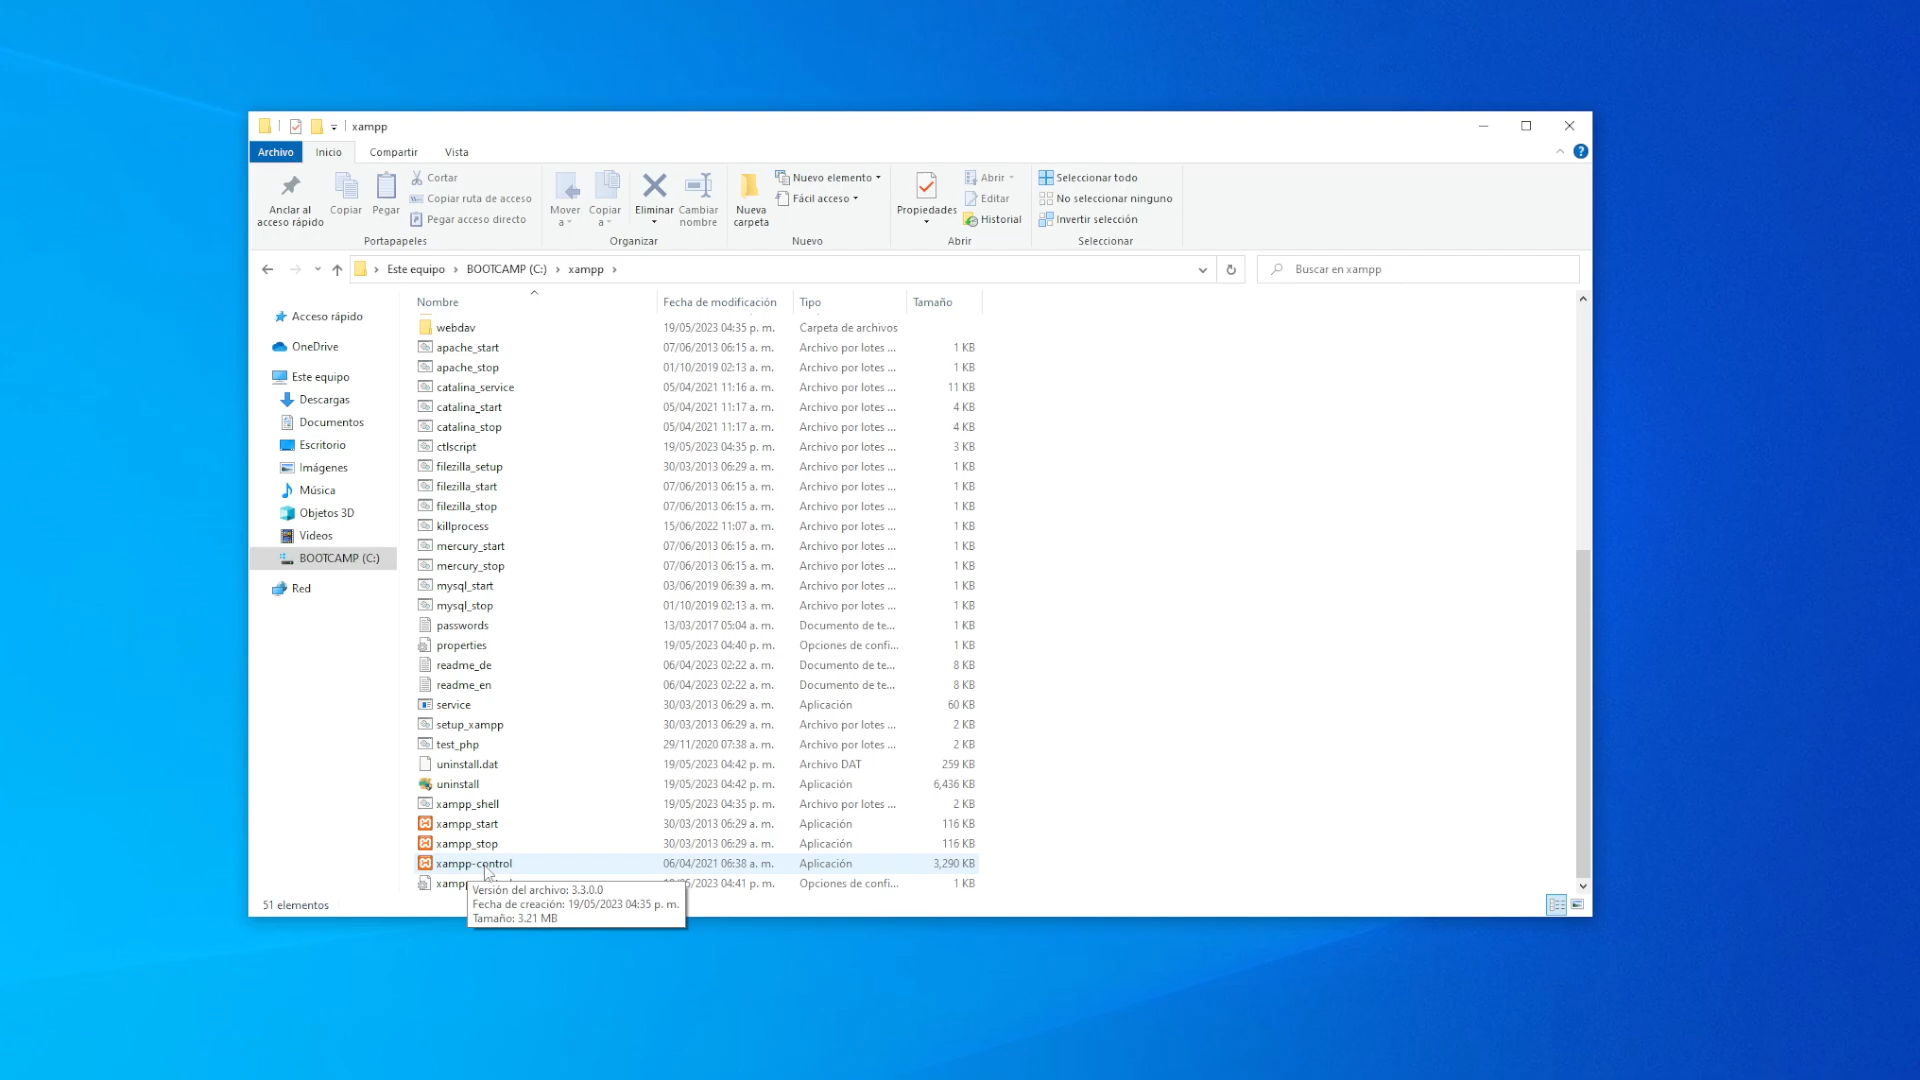 xampp
Archivo Inicio Compartir Vista
Anclar al acceso rápido
Copiar
Pegar
Cortar
Copiar ruta de acceso
Pegar acceso directo
Portapapeles
Mover a
Copiar a
Eliminar
Cambiar nombre
Organizar
Nueva carpeta
Nuevo elemento
Fácil acceso
Nuevo
Propiedades
Abrir
Editar
Historial
Abrir
Seleccionar todo
No seleccionar ninguno
Invertir selección
Seleccionar
Este equipo > BOOTCAMP (C:) > xampp >
Buscar en xampp
Acceso rápido
OneDrive
Este equipo
Descargas
Documentos
Escritorio
Imágenes
Música
Objetos 3D
Videos
BOOTCAMP (C:)
Red
Nombre Fecha de modificación Tipo Tamaño
webdav 19/05/2023 04:35 p. m. Carpeta de archivos
apache_start 07/06/2013 06:15 a. m. Archivo por lotes ... 1 KB
apache_stop 01/10/2019 02:13 a. m. Archivo por lotes ... 1 KB
catalina_service 05/04/2021 11:16 a. m. Archivo por lotes ... 11 KB
catalina_start 05/04/2021 11:17 a. m. Archivo por lotes ... 4 KB
catalina_stop 05/04/2021 11:17 a. m. Archivo por lotes ... 4 KB
ctlscript 19/05/2023 04:35 p. m. Archivo por lotes ... 3 KB
filezilla_setup 30/03/2013 06:29 a. m. Archivo por lotes ... 1 KB
filezilla_start 07/06/2013 06:15 a. m. Archivo por lotes ... 1 KB
filezilla_stop 07/06/2013 06:15 a. m. Archivo por lotes ... 1 KB
killprocess 15/06/2022 11:07 a. m. Archivo por lotes ... 1 KB
mercury_start 07/06/2013 06:15 a. m. Archivo por lotes ... 1 KB
mercury_stop 07/06/2013 06:15 a. m. Archivo por lotes ... 1 KB
mysql_start 03/06/2019 06:39 a. m. Archivo por lotes ... 1 KB
mysql_stop 01/10/2019 02:13 a. m. Archivo por lotes ... 1 KB
passwords 13/03/2017 05:04 a. m. Documento de te... 1 KB
properties 19/05/2023 04:40 p. m. Opciones de confi... 1 KB
readme_de 06/04/2023 02:22 a. m. Documento de te... 8 KB
readme_en 06/04/2023 02:22 a. m. Documento de te... 8 KB
service 30/03/2013 06:29 a. m. Aplicación 60 KB
setup_xampp 30/03/2013 06:29 a. m. Archivo por lotes ... 2 KB
test_php 29/11/2020 07:38 a. m. Archivo por lotes ... 2 KB
uninstall.dat 19/05/2023 04:42 p. m. Archivo DAT 259 KB
uninstall 19/05/2023 04:42 p. m. Aplicación 6,436 KB
xampp_shell 19/05/2023 04:35 p. m. Archivo por lotes ... 2 KB
xampp_start 30/03/2013 06:29 a. m. Aplicación 116 KB
xampp_stop 30/03/2013 06:29 a. m. Aplicación 116 KB
xampp-control 06/04/2021 06:38 a. m. Aplicación 3,290 KB
/2023 04:41 p. m. Opciones de confi... 1 KB
Versión del archivo: 3.3.0.0
Fecha de creación: 19/05/2023 04:35 p. m.
Tamaño: 3.21 MB
51 elementos